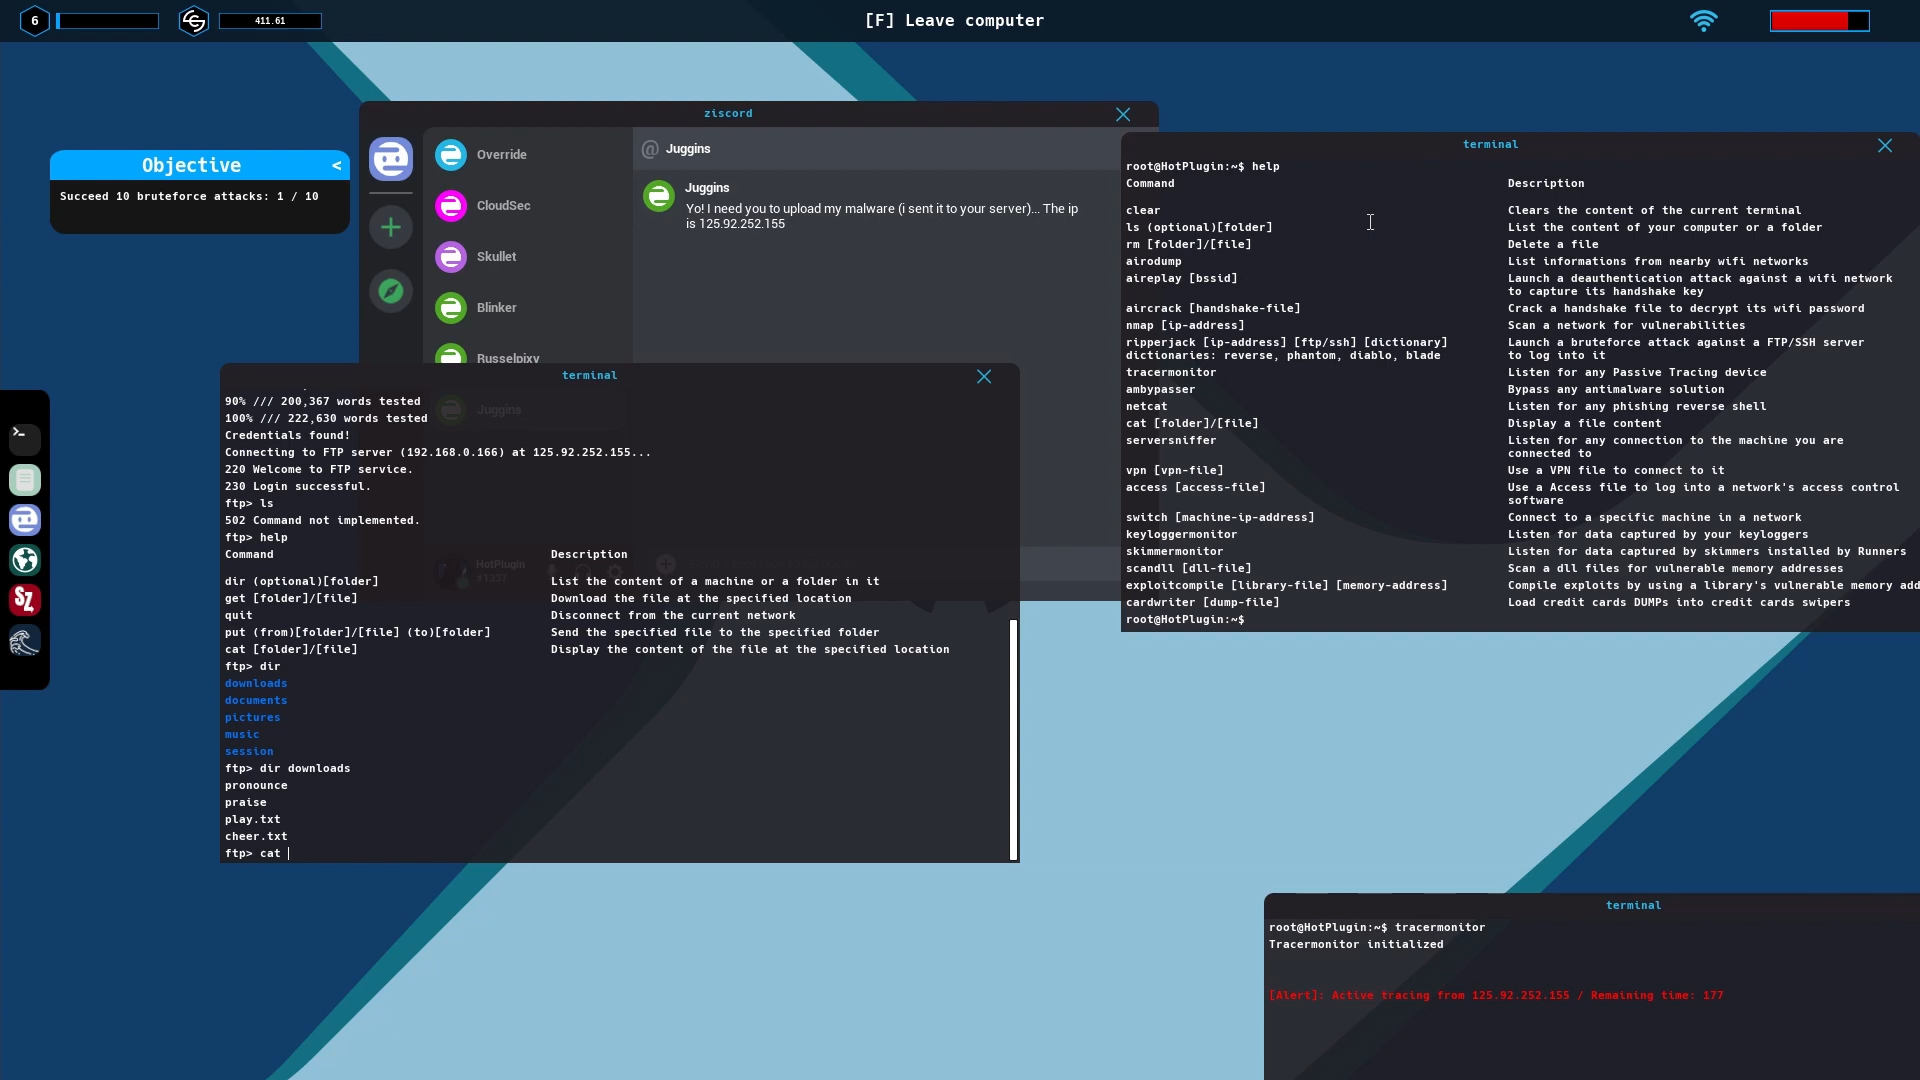 6
411.61
[F] Leave computer
Objective <
Succeed 10 bruteforce attacks: 1 / 10
ziscord
Override
CloudSec
Skullet
Blinker
Russelpixy
Juggins
HotPlugin
#1337
@ Juggins
Juggins
Yo! I need you to upload my malware (i sent it to your server)... The ip
is 125.92.252.155
terminal
90% /// 200,367 words tested
100% /// 222,630 words tested
Credentials found!
Connecting to FTP server (192.168.0.166) at 125.92.252.155...
220 Welcome to FTP service.
230 Login successful.
ftp> ls
502 Command not implemented.
ftp> help
Command Description
dir (optional)[folder] List the content of a machine or a folder in it
get [folder]/[file] Download the file at the specified location
quit Disconnect from the current network
put (from)[folder]/[file] (to)[folder] Send the specified file to the specified folder
cat [folder]/[file] Display the content of the file at the specified location
ftp> dir
downloads
documents
pictures
music
session
ftp> dir downloads
pronounce
praise
play.txt
cheer.txt
ftp> cat
terminal
root@HotPlugin:~$ help
Command Description
clear Clears the content of the current terminal
ls (optional)[folder] List the content of your computer or a folder
rm [folder]/[file] Delete a file
airodump List informations from nearby wifi networks
aireplay [bssid] Launch a deauthentication attack against a wifi network
to capture its handshake key
aircrack [handshake-file] Crack a handshake file to decrypt its wifi password
nmap [ip-address] Scan a network for vulnerabilities
ripperjack [ip-address] [ftp/ssh] [dictionary] Launch a bruteforce attack against a FTP/SSH server
dictionaries: reverse, phantom, diablo, blade to log into it
tracermonitor Listen for any Passive Tracing device
ambypasser Bypass any antimalware solution
netcat Listen for any phishing reverse shell
cat [folder]/[file] Display a file content
serversniffer Listen for any connection to the machine you are
connected to
vpn [vpn-file] Use a VPN file to connect to it
access [access-file] Use a Access file to log into a network's access control
software
switch [machine-ip-address] Connect to a specific machine in a network
keyloggermonitor Listen for data captured by your keyloggers
skimmermonitor Listen for data captured by skimmers installed by Runners
scandll [dll-file] Scan a dll files for vulnerable memory addresses
exploitcompile [library-file] [memory-address] Compile exploits by using a library's vulnerable memory add
cardwriter [dump-file] Load credit cards DUMPs into credit cards swipers
root@HotPlugin:~$
terminal
root@HotPlugin:~$ tracermonitor
Tracermonitor initialized
[Alert]: Active tracing from 125.92.252.155 / Remaining time: 177